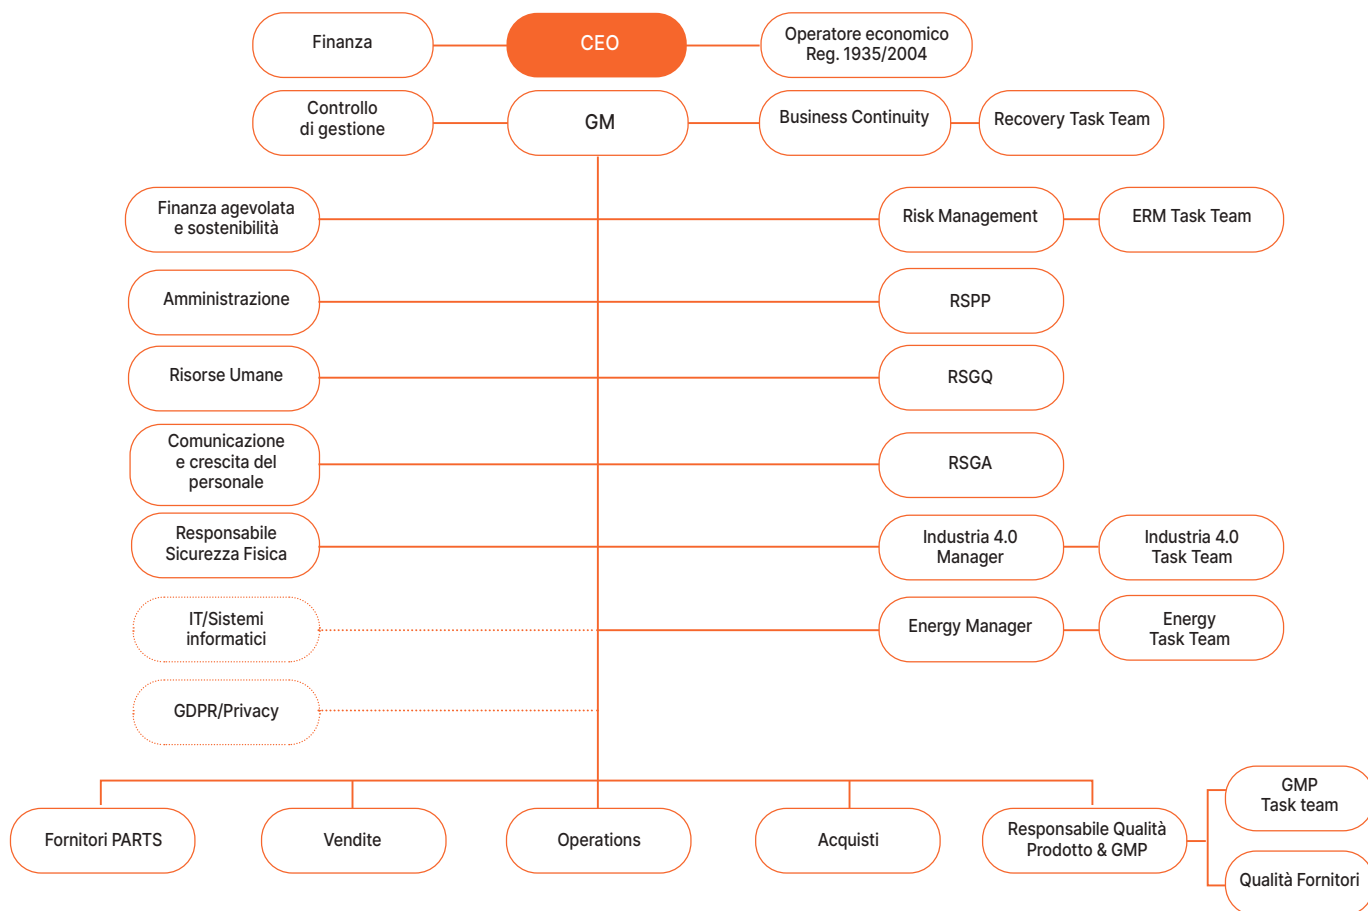 Finanza
CEO
Operatore economico
Reg. 1935/2004
Controllo
di gestione
GM
Business Continuity
Recovery Task Team
Finanza agevolata
e sostenibilità
Risk Management
ERM Task Team
Amministrazione
RSPP
Risorse Umane
RSGQ
Comunicazione
e crescita del
personale
RSGA
Responsabile
Sicurezza Fisica
Industria 4.0
Manager
Industria 4.0
Task Team
IT/Sistemi
informatici
Energy Manager
Energy
Task Team
GDPR/Privacy
Fornitori PARTS
Vendite
Operations
Acquisti
Responsabile Qualità
Prodotto & GMP
GMP
Task team
Qualità Fornitori